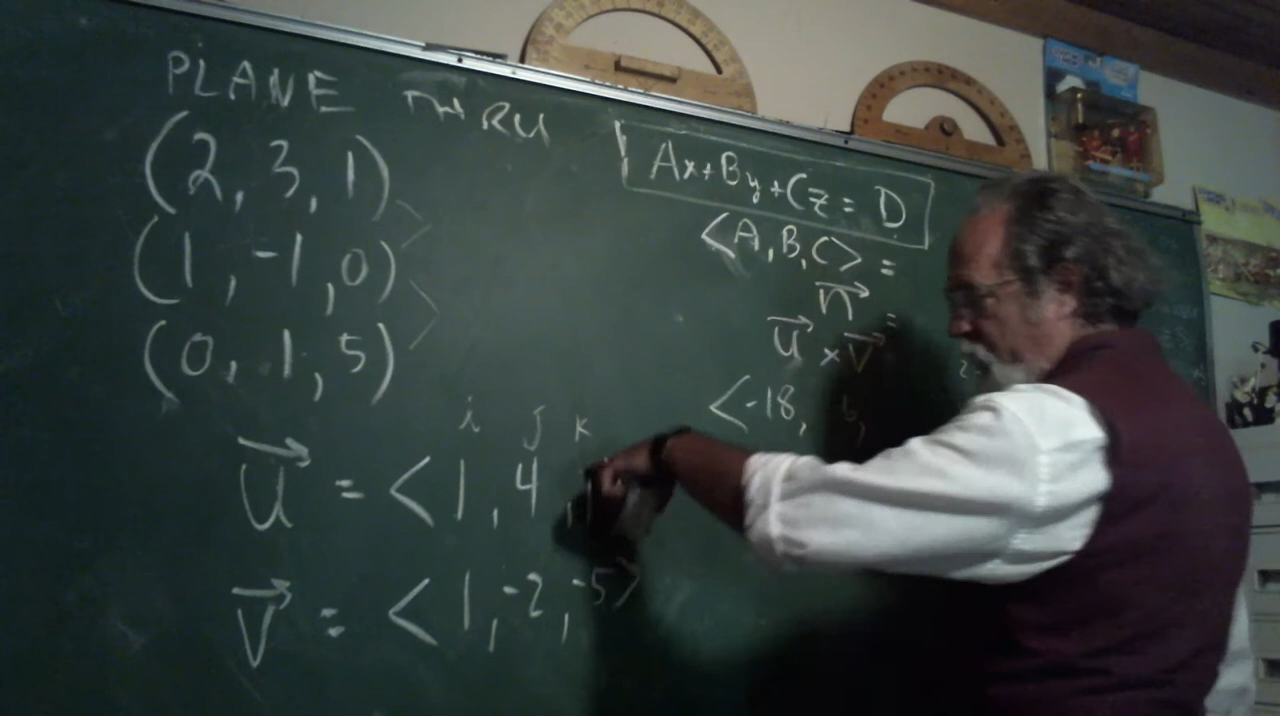 PLANE THRU
(2, 3, 1)
(1, -1, 0)
(0, 1, 5)
i j k
u = <1, 4,
v = <1, -2, -5>
Ax+By+Cz = D
<A, B, C> =
n =
u × v
<-18, 6,